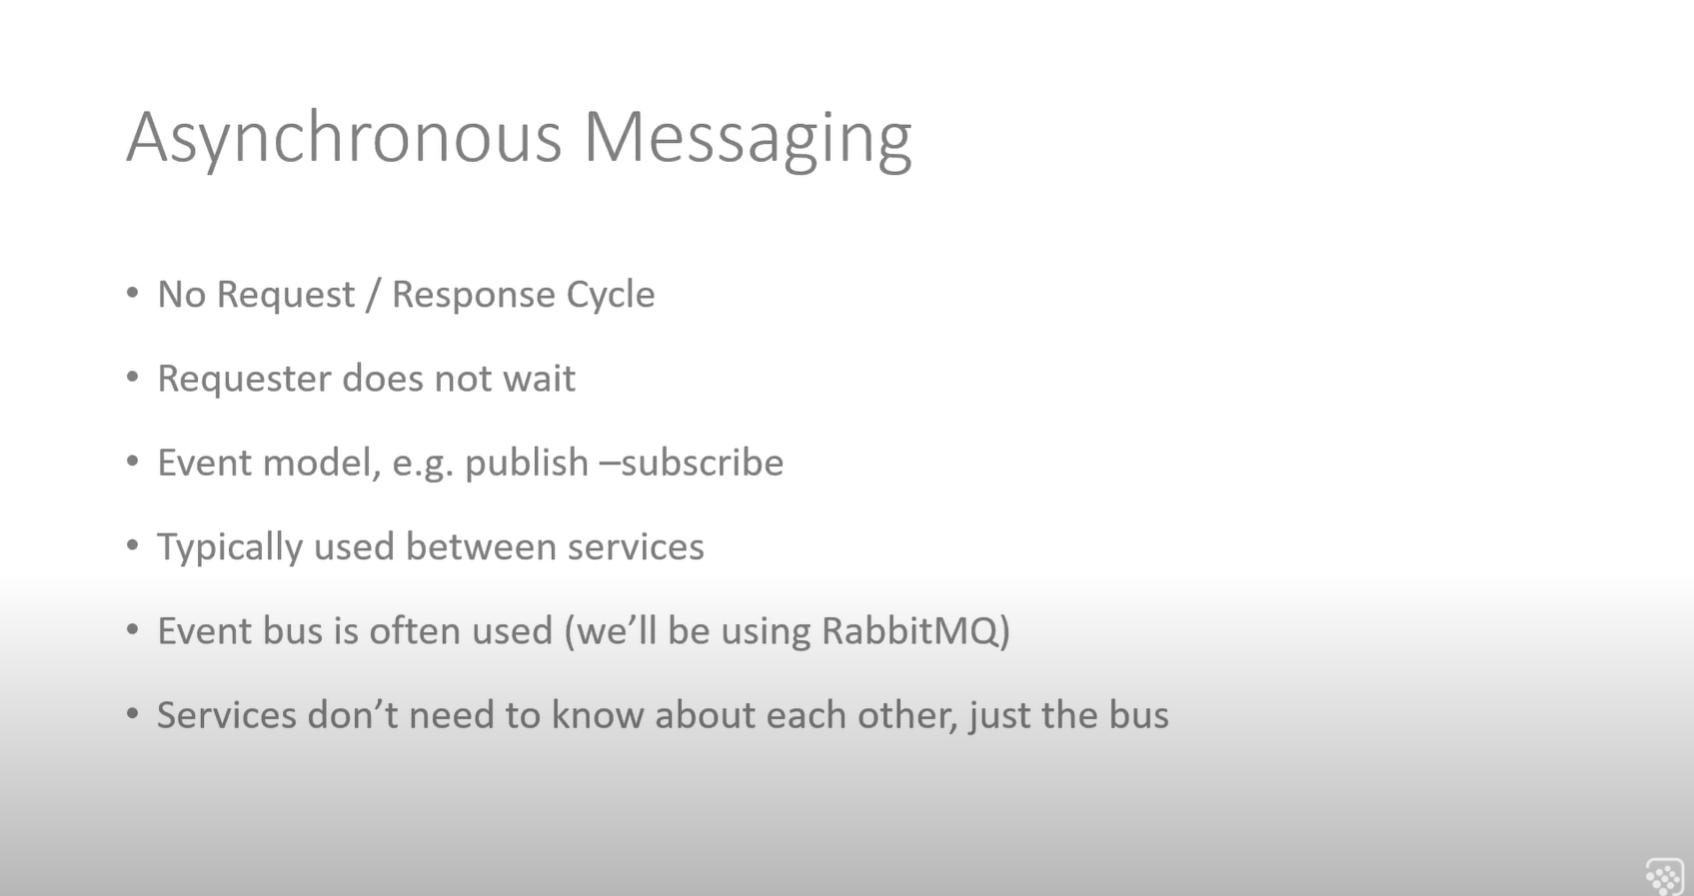 Asynchronous Messaging
• No Request / Response Cycle
• Requester does not wait
• Event model, e.g. publish –subscribe
• Typically used between services
• Event bus is often used (we’ll be using RabbitMQ)
• Services don’t need to know about each other, just the bus